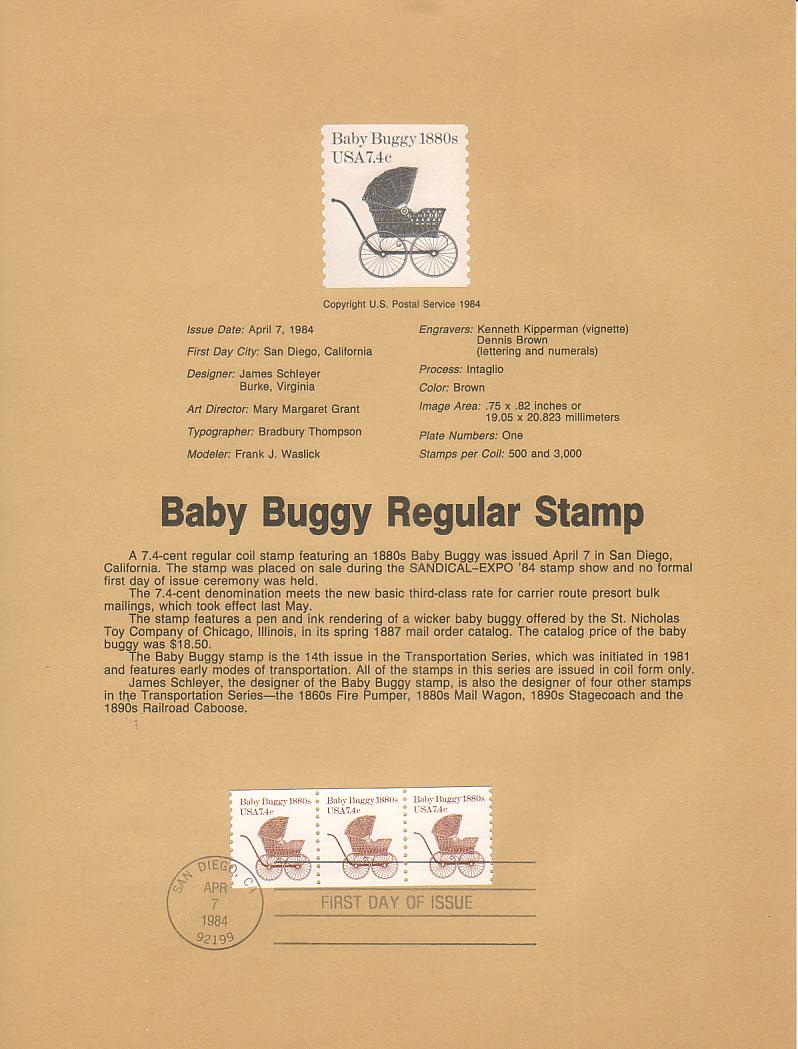 Baby Buggy 1880s
USA 7.4c
Copyright U.S. Postal Service 1984
Issue Date: April 7, 1984
First Day City: San Diego, California
Designer: James Schleyer
Burke, Virginia
Art Director: Mary Margaret Grant
Typographer: Bradbury Thompson
Modeler: Frank J. Waslick
Engravers: Kenneth Kipperman (vignette)
Dennis Brown
(lettering and numerals)
Process: Intaglio
Color: Brown
Image Area: .75 x .82 inches or
19.05 x 20.823 millimeters
Plate Numbers: One
Stamps per Coil: 500 and 3,000
Baby Buggy Regular Stamp
A 7.4-cent regular coil stamp featuring an 1880s Baby Buggy was issued April 7 in San Diego,
California. The stamp was placed on sale during the SANDICAL–EXPO '84 stamp show and no formal
first day of issue ceremony was held.
The 7.4-cent denomination meets the new basic third-class rate for carrier route presort bulk
mailings, which took effect last May.
The stamp features a pen and ink rendering of a wicker baby buggy offered by the St. Nicholas
Toy Company of Chicago, Illinois, in its spring 1887 mail order catalog. The catalog price of the baby
buggy was $18.50.
The Baby Buggy stamp is the 14th issue in the Transportation Series, which was initiated in 1981
and features early modes of transportation. All of the stamps in this series are issued in coil form only.
James Schleyer, the designer of the Baby Buggy stamp, is also the designer of four other stamps
in the Transportation Series—the 1860s Fire Pumper, 1880s Mail Wagon, 1890s Stagecoach and the
1890s Railroad Caboose.
Baby Buggy 1880s
USA 7.4c
Baby Buggy 1880s
USA 7.4c
Baby Buggy 1880s
USA 7.4c
SAN DIEGO, CA
APR
7
1984
92199
FIRST DAY OF ISSUE